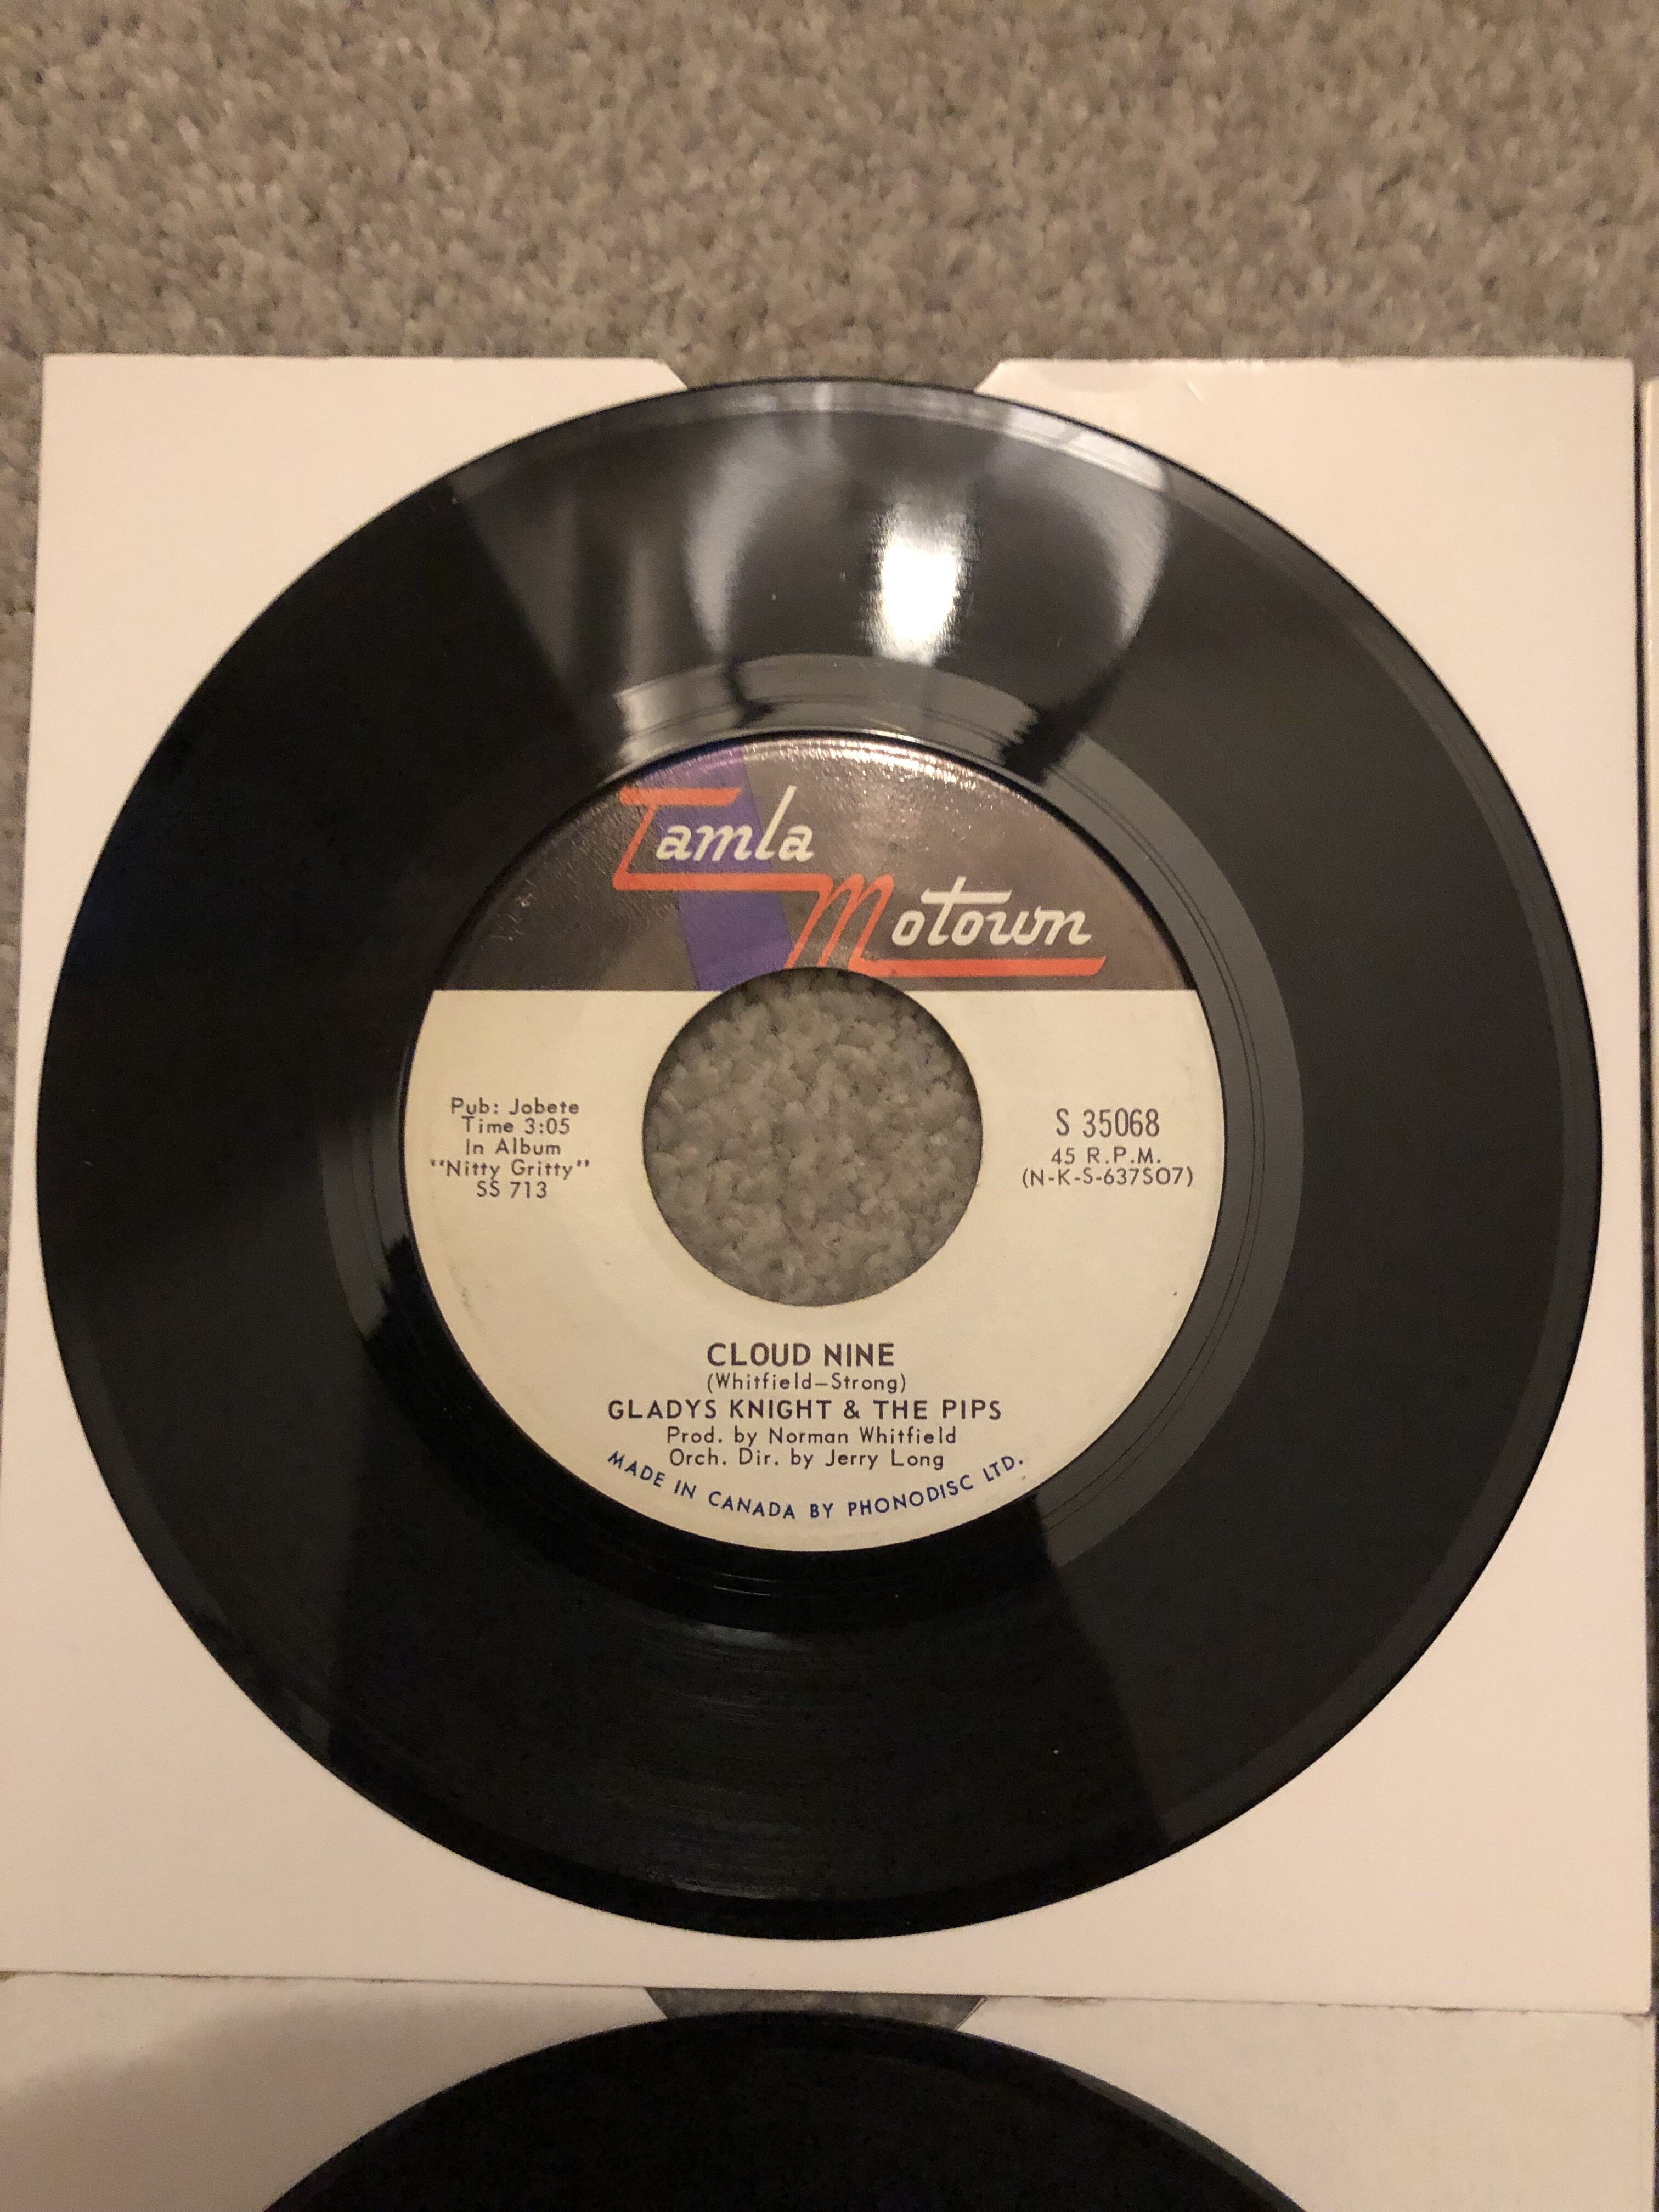 Tamla
Motown
Pub: Jobete
Time 3:05
In Album
"Nitty Gritty"
SS 713
S 35068
45 R.P.M.
(N-K-S-637S07)
CLOUD NINE
(Whitfield—Strong)
GLADYS KNIGHT & THE PIPS
Prod. by Norman Whitfield
Orch. Dir. by Jerry Long
MADE IN CANADA BY PHONODISC LTD.